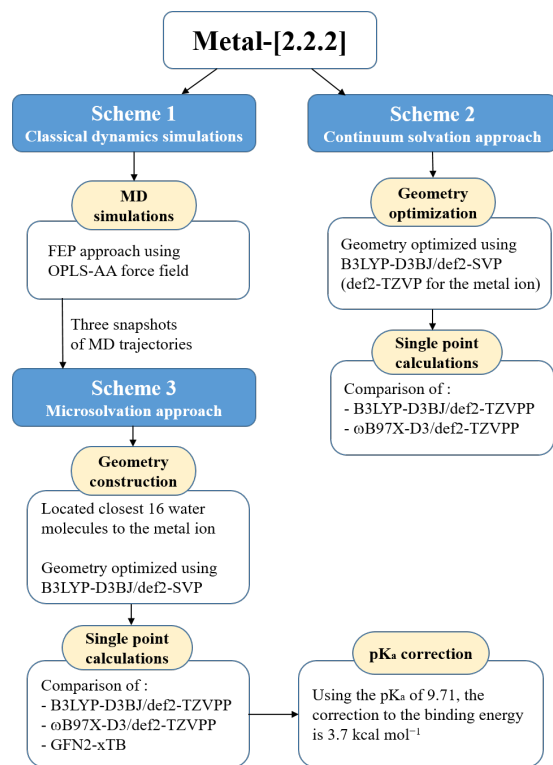 Metal-[2.2.2]
Scheme 1
Classical dynamics simulations
MD
simulations
FEP approach using
OPLS-AA force field
Three snapshots
of MD trajectories
Scheme 3
Microsolvation approach
Geometry
construction
Located closest 16 water
molecules to the metal ion
Geometry optimized using
B3LYP-D3BJ/def2-SVP
Single point
calculations
Comparison of :
- B3LYP-D3BJ/def2-TZVPP
- ωB97X-D3/def2-TZVPP
- GFN2-xTB
Scheme 2
Continuum solvation approach
Geometry
optimization
Geometry optimized using
B3LYP-D3BJ/def2-SVP
(def2-TZVP for the metal ion)
Single point
calculations
Comparison of :
- B3LYP-D3BJ/def2-TZVPP
- ωB97X-D3/def2-TZVPP
pKₐ correction
Using the pKₐ of 9.71, the
correction to the binding energy
is 3.7 kcal mol⁻¹